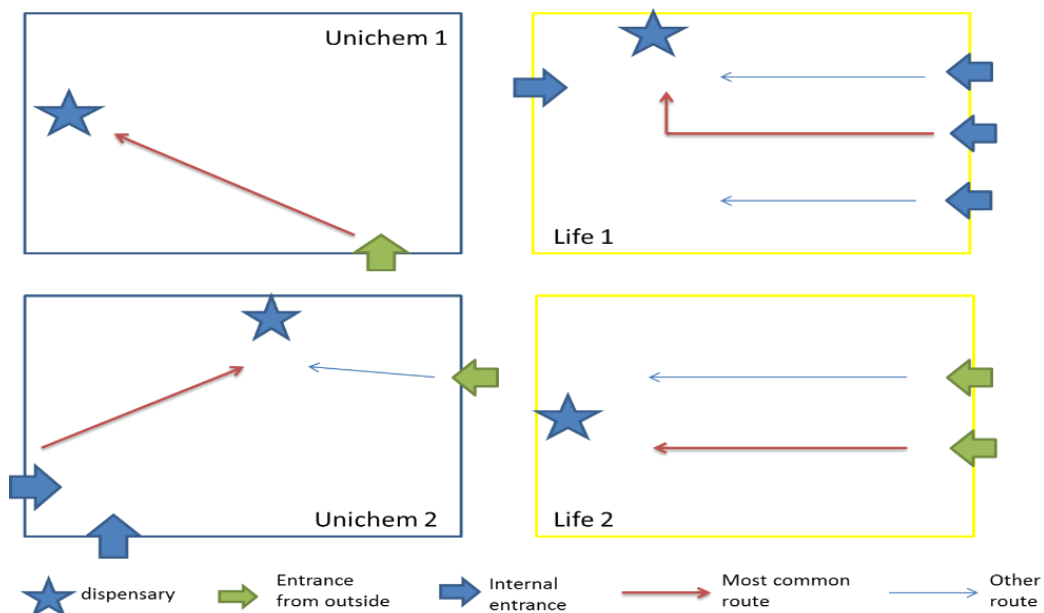 Unichem 1
Life 1
Unichem 2
Life 2
dispensary
Entrance
from outside
Internal
entrance
Most common
route
Other
route